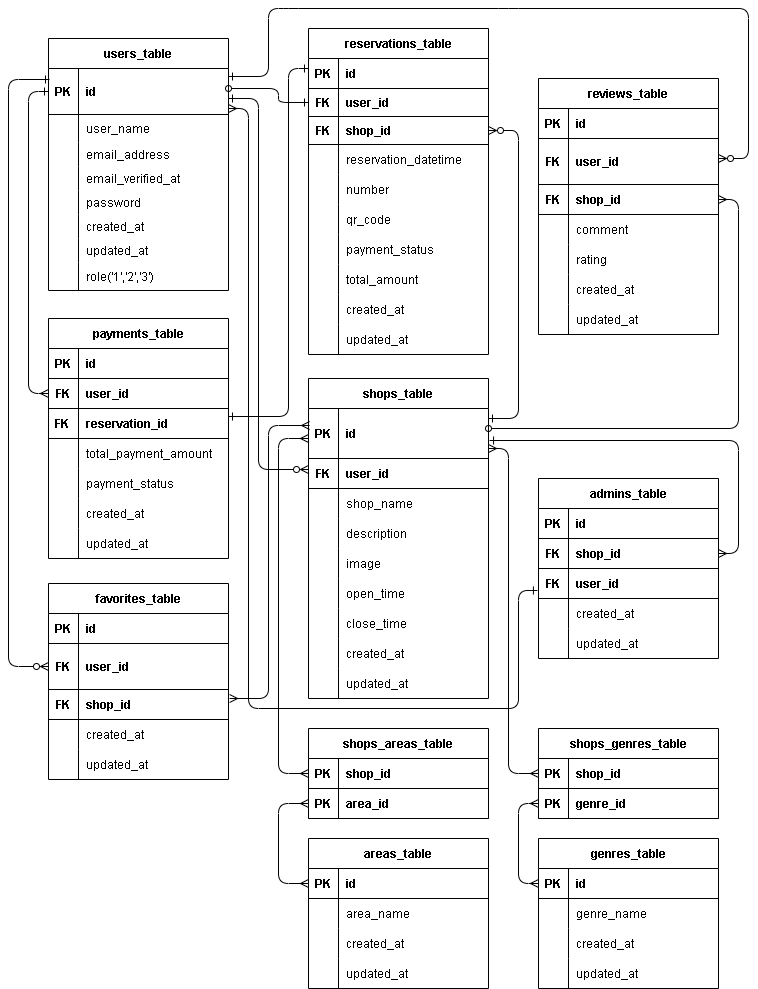 users_table
PK id
user_name
email_address
email_verified_at
password
created_at
updated_at
role('1','2','3')
reservations_table
PK id
FK user_id
FK shop_id
reservation_datetime
number
qr_code
payment_status
total_amount
created_at
updated_at
reviews_table
PK id
FK user_id
FK shop_id
comment
rating
created_at
updated_at
payments_table
PK id
FK user_id
FK reservation_id
total_payment_amount
payment_status
created_at
updated_at
shops_table
PK id
FK user_id
shop_name
description
image
open_time
close_time
created_at
updated_at
admins_table
PK id
FK shop_id
FK user_id
created_at
updated_at
favorites_table
PK id
FK user_id
FK shop_id
created_at
updated_at
shops_areas_table
PK shop_id
PK area_id
shops_genres_table
PK shop_id
PK genre_id
areas_table
PK id
area_name
created_at
updated_at
genres_table
PK id
genre_name
created_at
updated_at